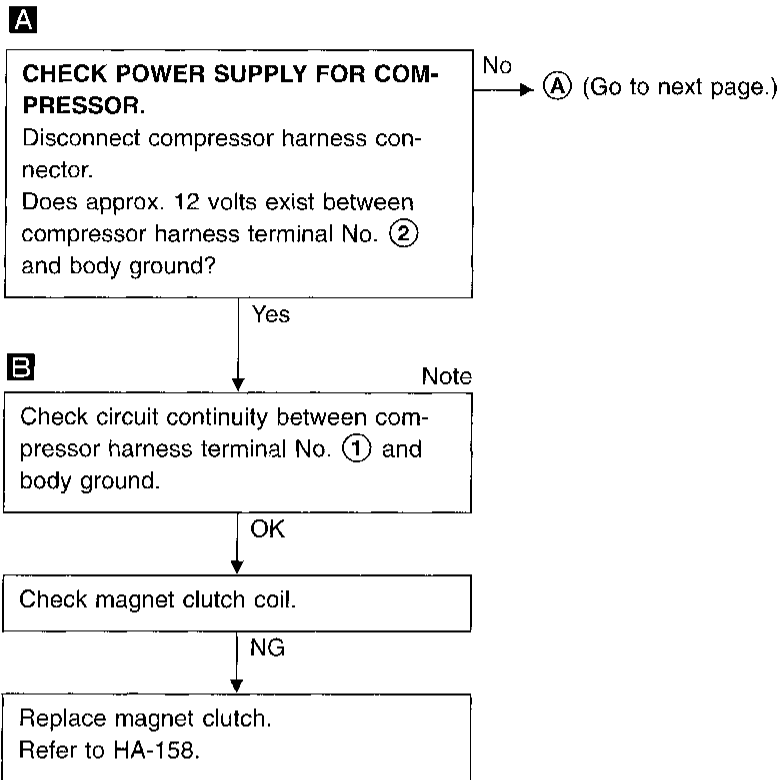 A
CHECK POWER SUPPLY FOR COM-
PRESSOR.
Disconnect compressor harness con-
nector.
Does approx. 12 volts exist between
compressor harness terminal No. ②
and body ground?
No
Ⓐ (Go to next page.)
Yes
B
Note
Check circuit continuity between com-
pressor harness terminal No. ① and
body ground.
OK
Check magnet clutch coil.
NG
Replace magnet clutch.
Refer to HA-158.